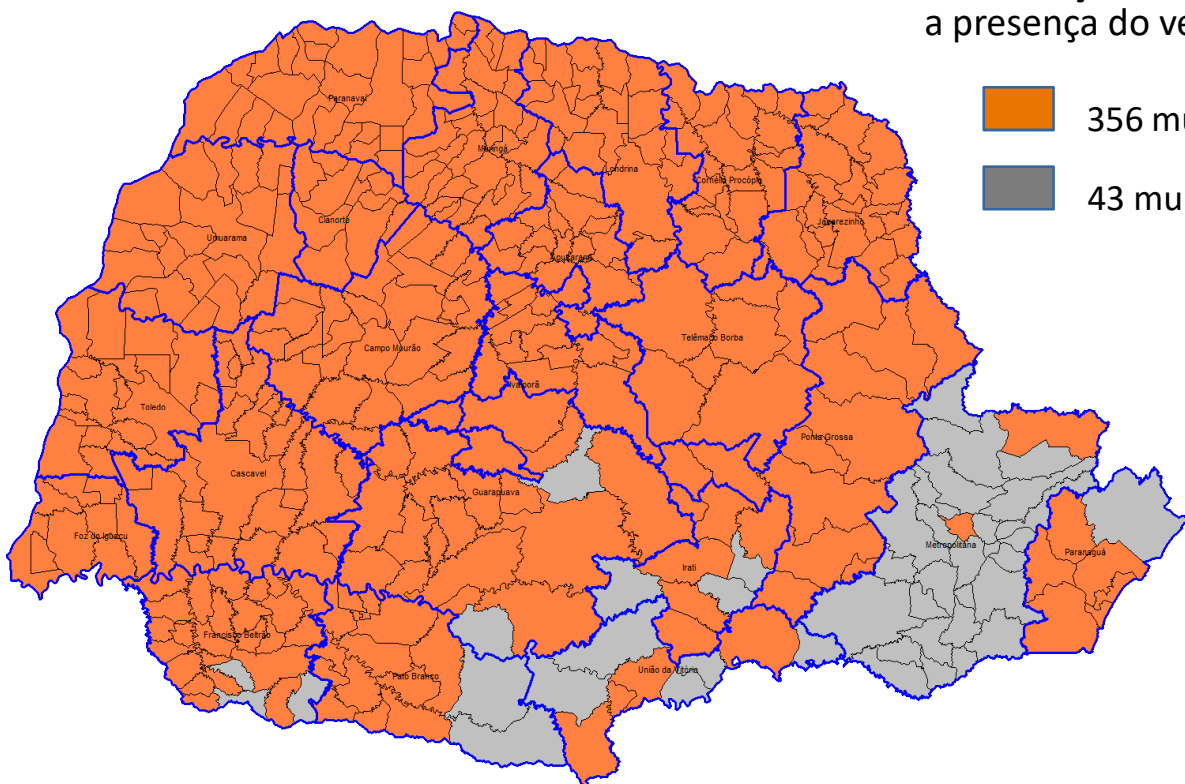 a presença do ve
356 mu
43 mu
Paranavaí
Maringá
Londrina
Cornélio Procópio
Jacarezinho
Cianorte
Umuarama
Apucarana
Campo Mourão
Telêmaco Borba
Ivaiporã
Toledo
Ponta Grossa
Cascavel
Guarapuava
Foz do Iguaçu
Metropolitana
Paranaguá
Irati
Francisco Beltrão
União da Vitória
Pato Branco